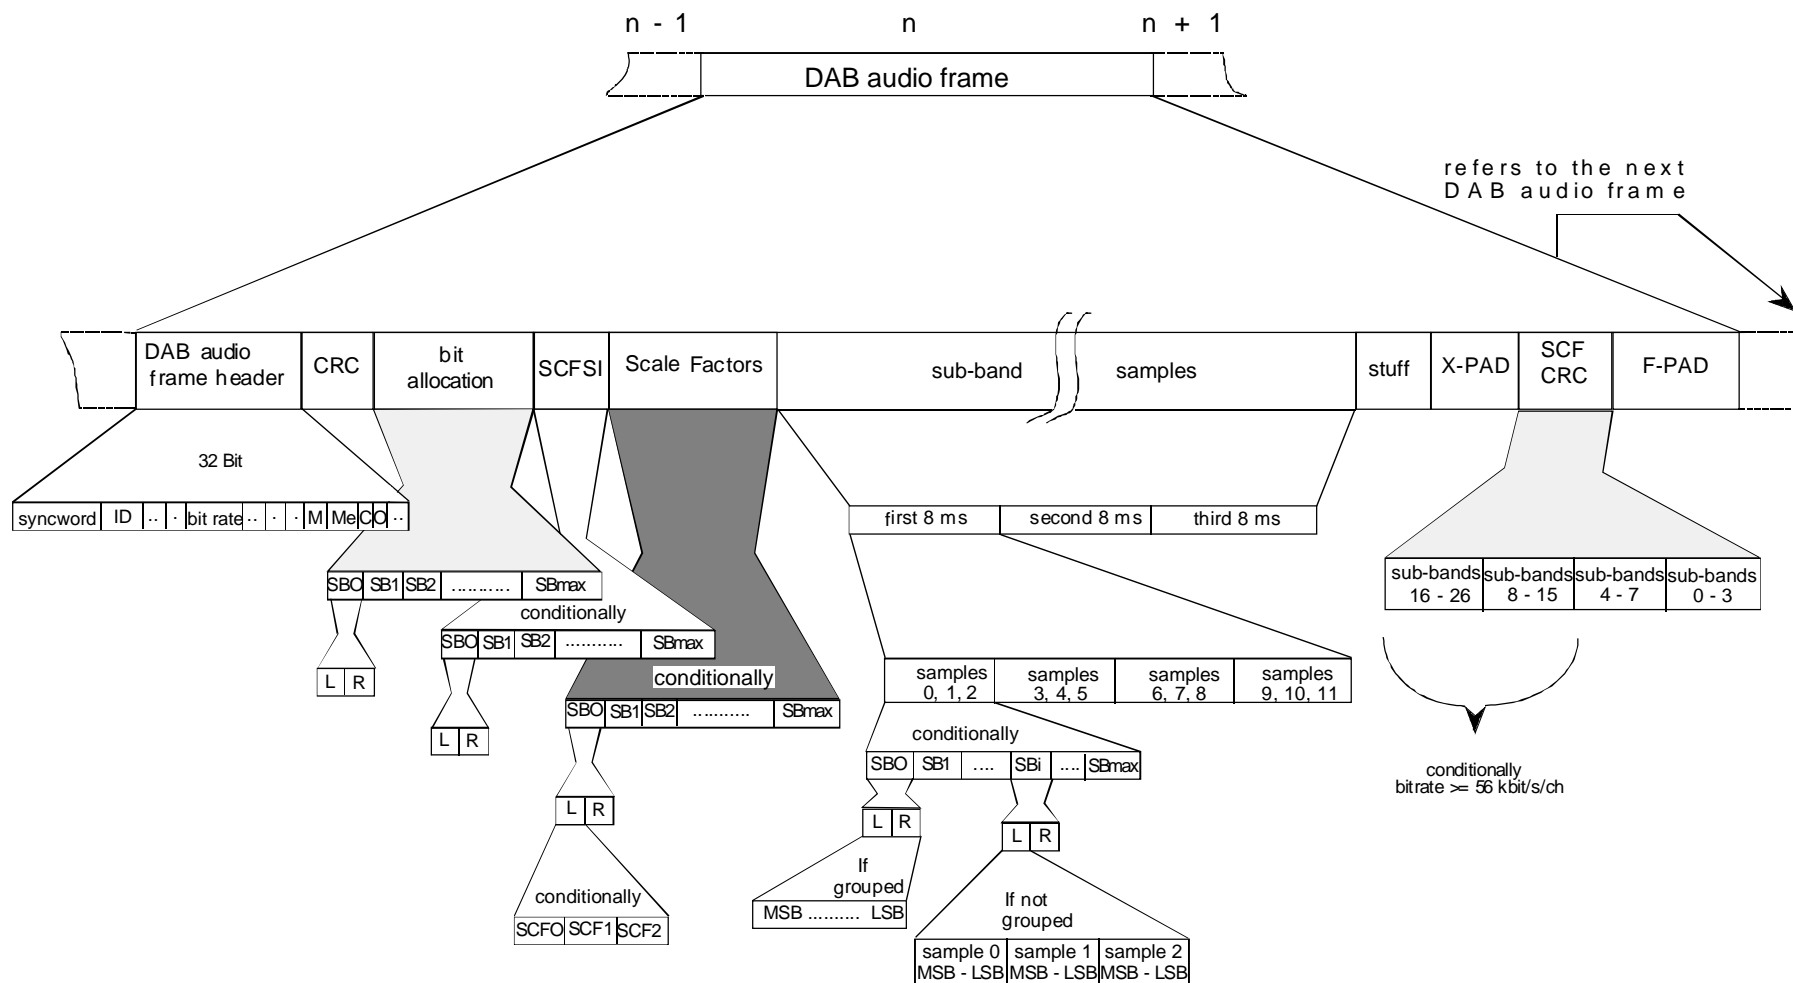 n - 1 n n + 1
DAB audio frame
refers to the next
DAB audio frame
DAB audio
frame header
CRC
bit
allocation
SCFSI
Scale Factors
sub-band samples
stuff
X-PAD
SCF
CRC
F-PAD
32 Bit
syncword ID .. . bit rate .. . . M Me CO ..
first 8 ms second 8 ms third 8 ms
SBO SB1 SB2 ........... SBmax
sub-bands
16 - 26
sub-bands
8 - 15
sub-bands
4 - 7
sub-bands
0 - 3
conditionally
SBO SB1 SB2 ........... SBmax
L R
conditionally
SBO SB1 SB2 ........... SBmax
L R
samples
0, 1, 2
samples
3, 4, 5
samples
6, 7, 8
samples
9, 10, 11
conditionally
SBO SB1 .... SBi .... SBmax
conditionally
bitrate >= 56 kbit/s/ch
L R
L R
L R
If
grouped
conditionally
MSB .......... LSB
If not
grouped
SCFO SCF1 SCF2
sample 0
MSB - LSB
sample 1
MSB - LSB
sample 2
MSB - LSB